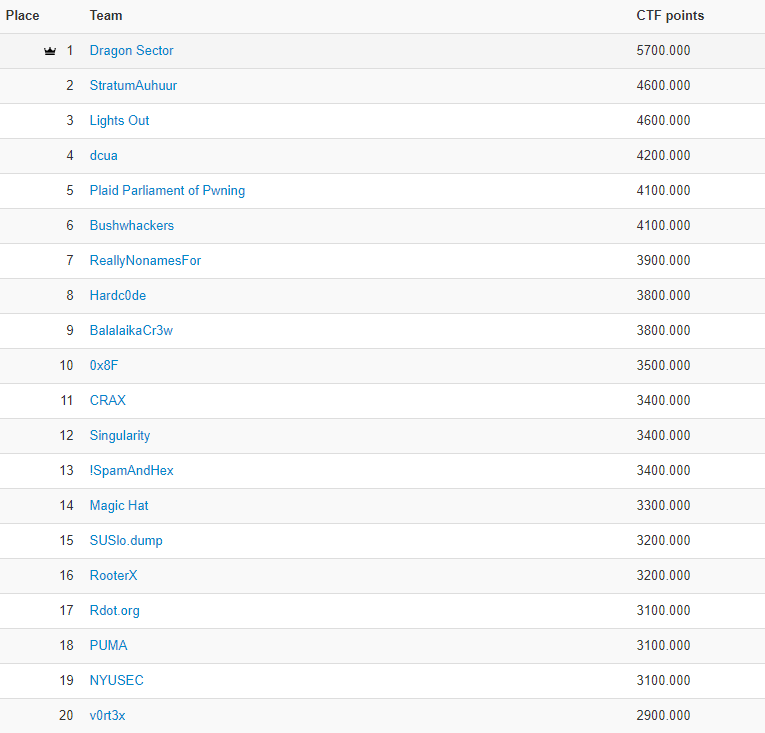 Place Team CTF points
1 Dragon Sector 5700.000
2 StratumAuhuur 4600.000
3 Lights Out 4600.000
4 dcua 4200.000
5 Plaid Parliament of Pwning 4100.000
6 Bushwhackers 4100.000
7 ReallyNonamesFor 3900.000
8 Hardc0de 3800.000
9 BalalaikaCr3w 3800.000
10 0x8F 3500.000
11 CRAX 3400.000
12 Singularity 3400.000
13 !SpamAndHex 3400.000
14 Magic Hat 3300.000
15 SUSlo.dump 3200.000
16 RooterX 3200.000
17 Rdot.org 3100.000
18 PUMA 3100.000
19 NYUSEC 3100.000
20 v0rt3x 2900.000